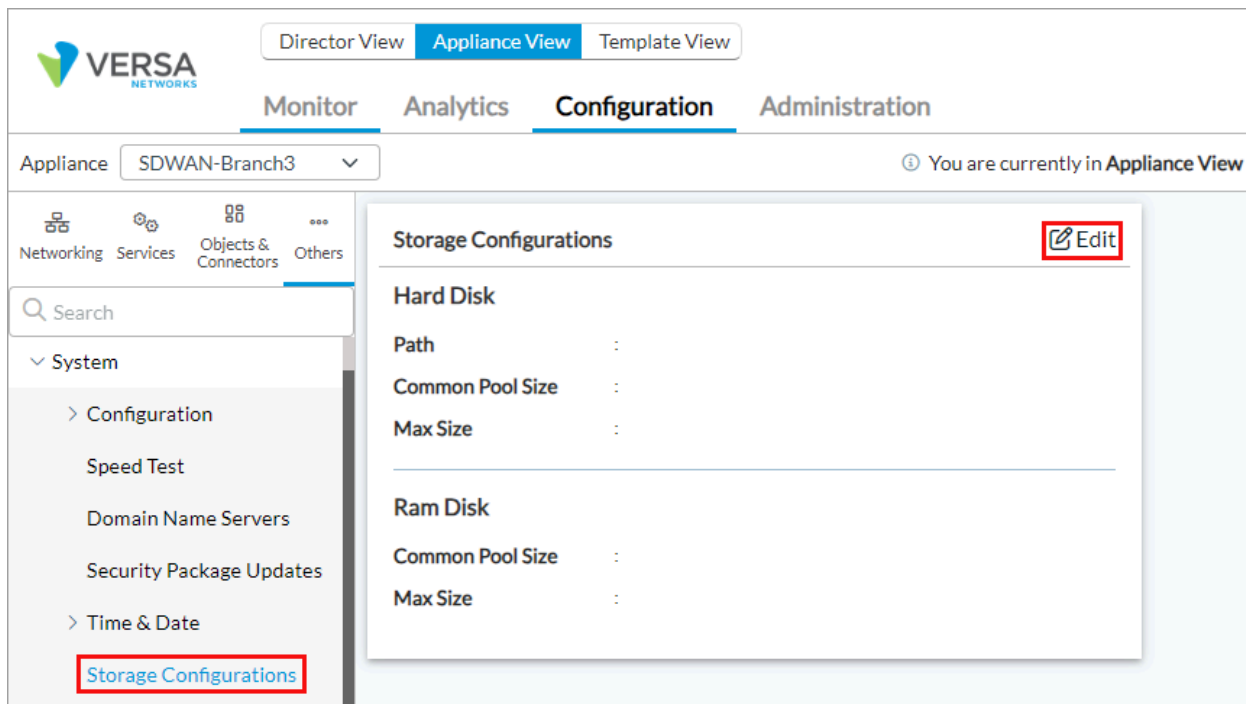 Director View Appliance View Template View
VERSA
NETWORKS
Monitor Analytics Configuration Administration
Appliance SDWAN-Branch3
You are currently in Appliance View
Networking Services Objects & Connectors Others
Search
System
Configuration
Speed Test
Domain Name Servers
Security Package Updates
Time & Date
Storage Configurations
Storage Configurations Edit
Hard Disk
Path :
Common Pool Size :
Max Size :
Ram Disk
Common Pool Size :
Max Size :